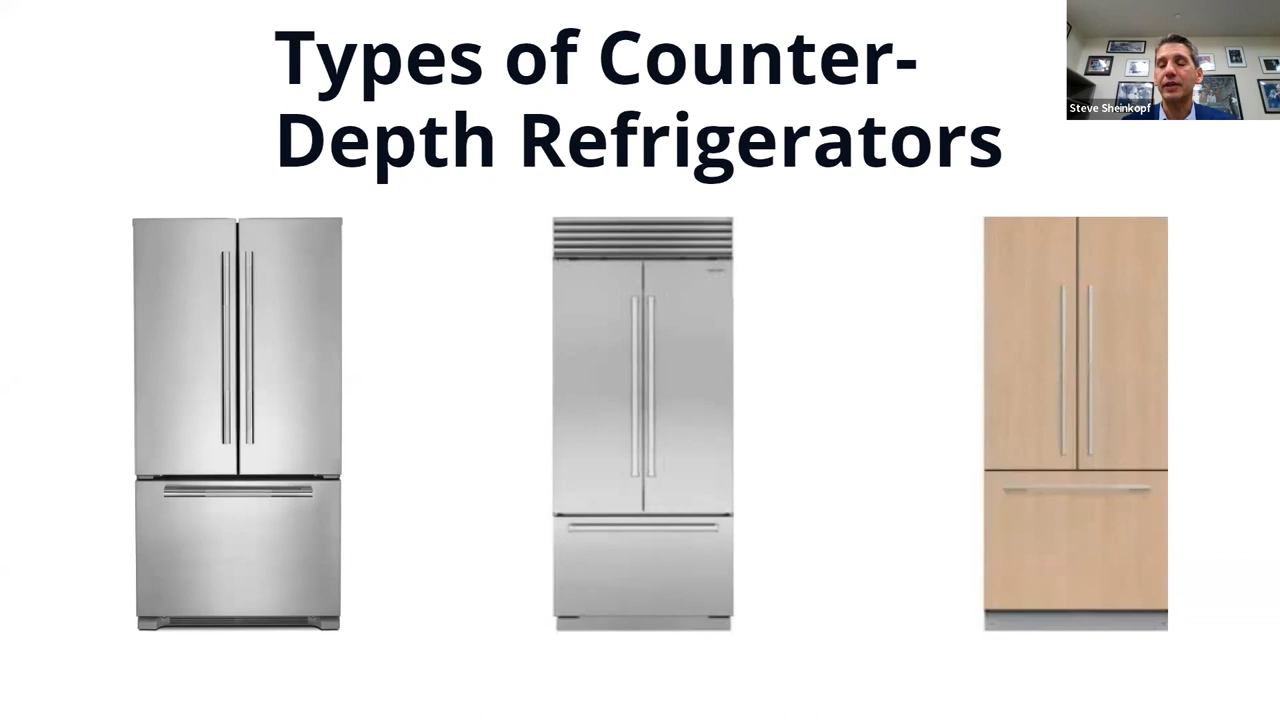 Types of Counter-
Depth Refrigerators
Steve Sheinkopf